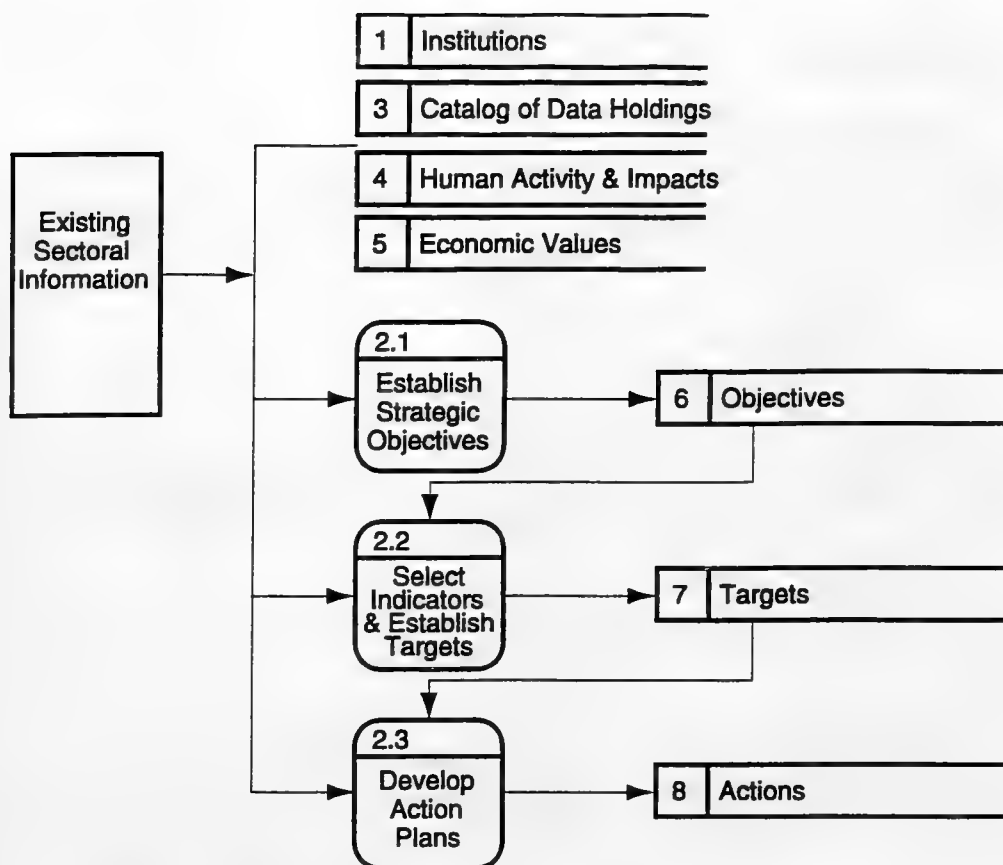 1 Institutions
3 Catalog of Data Holdings
4 Human Activity & Impacts
5 Economic Values
Existing
Sectoral
Information
2.1
Establish
Strategic
Objectives
6 Objectives
2.2
Select
Indicators
& Establish
Targets
7 Targets
2.3
Develop
Action
Plans
8 Actions